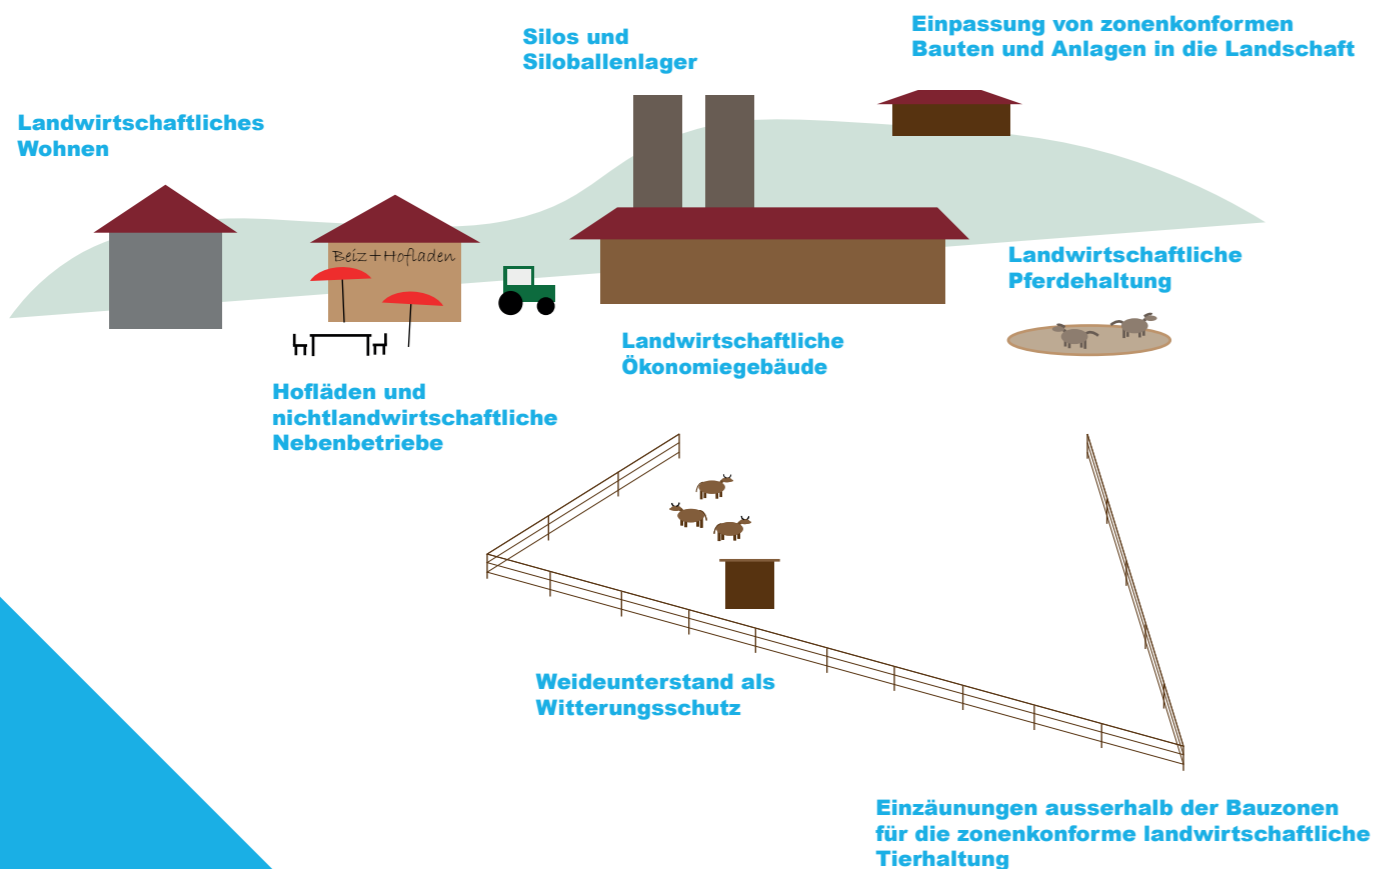 Einpassung von zonenkonformen
Bauten und Anlagen in die Landschaft
Silos und
Siloballenlager
Landwirtschaftliches
Wohnen
Beiz+Hofladen
Landwirtschaftliche
Pferdehaltung
Landwirtschaftliche
Ökonomiegebäude
Hofläden und
nichtlandwirtschaftliche
Nebenbetriebe
Weideunterstand als
Witterungsschutz
Einzäunungen ausserhalb der Bauzonen
für die zonenkonforme landwirtschaftliche
Tierhaltung